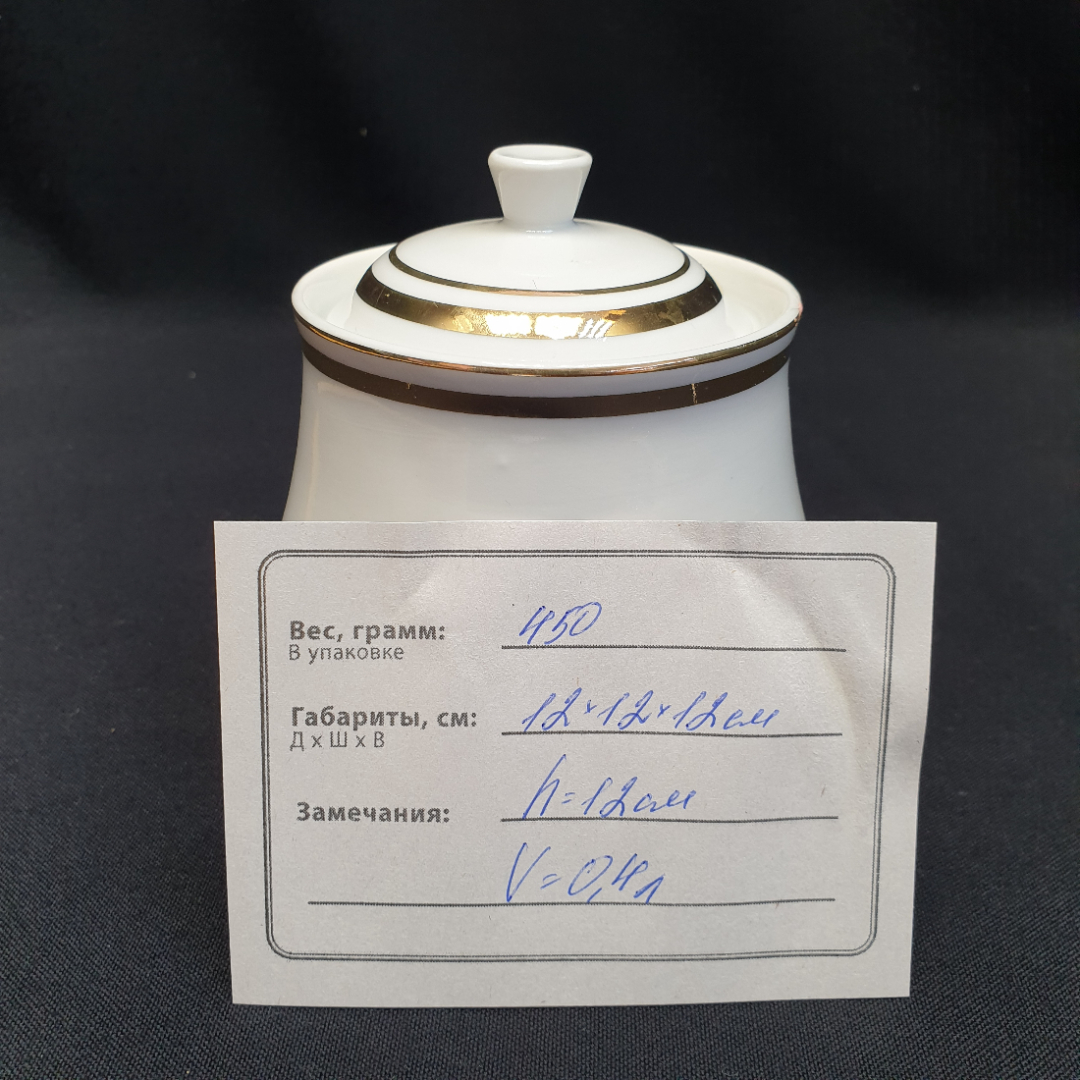 Вес, грамм: 450
В упаковке
Габариты, см: 12×12×12см
Д х Ш х В
Замечания: h=12см
V=0,4л